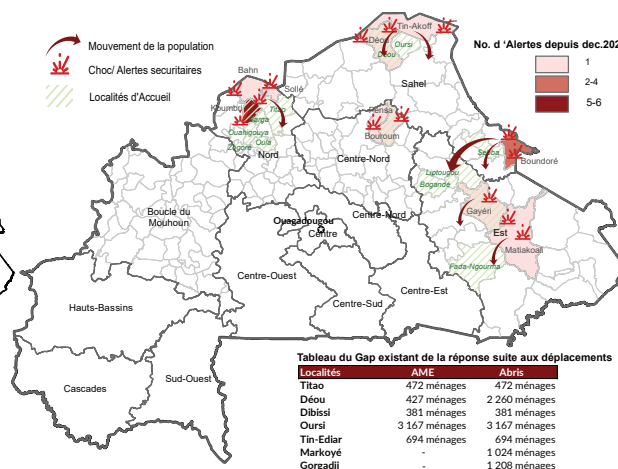 Mouvement de la population
Choc/ Alertes securitaires
Localités d'Accueil
No. d 'Alertes depuis dec.202
1
2-4
5-6
Tin-Akoff
Déou
Oursi
Déou
Sahel
Bahn
Sollé
Koumbri
Titao
Ouahigouya
Zogore
Oula
Nord
Pensa
Bouroum
Centre-Nord
Sebba
Boundoré
Liptougou
Bogandé
Gayéri
Est
Matiakoali
Fada-Ngourma
Boucle du
Mouhoun
Ouagadougou
Centre
Centre-Nord
Centre-Ouest
Centre-Sud
Centre-Est
Hauts-Bassins
Cascades
Sud-Ouest
Tableau du Gap existant de la réponse suite aux déplacements
Localités AME Abris
Titao 472 ménages 472 ménages
Déou 427 ménages 2 260 ménages
Dibissi 381 ménages 381 ménages
Oursi 3 167 ménages 3 167 ménages
Tin-Ediar 694 ménages 694 ménages
Markoyé - 1 024 ménages
Gorgadji - 1 208 ménages